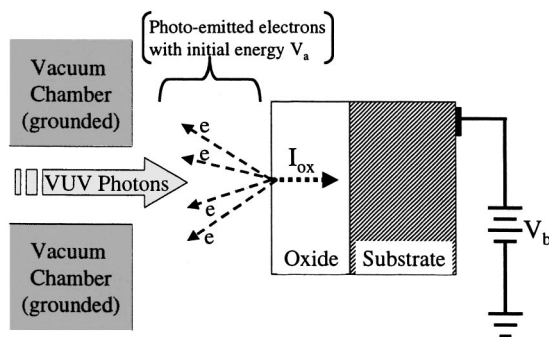 Photo-emitted electrons
with initial energy Va
Vacuum
Chamber
(grounded)
e
e
VUV Photons
Iox
e
e
Vacuum
Chamber
(grounded)
Oxide
Substrate
Vb